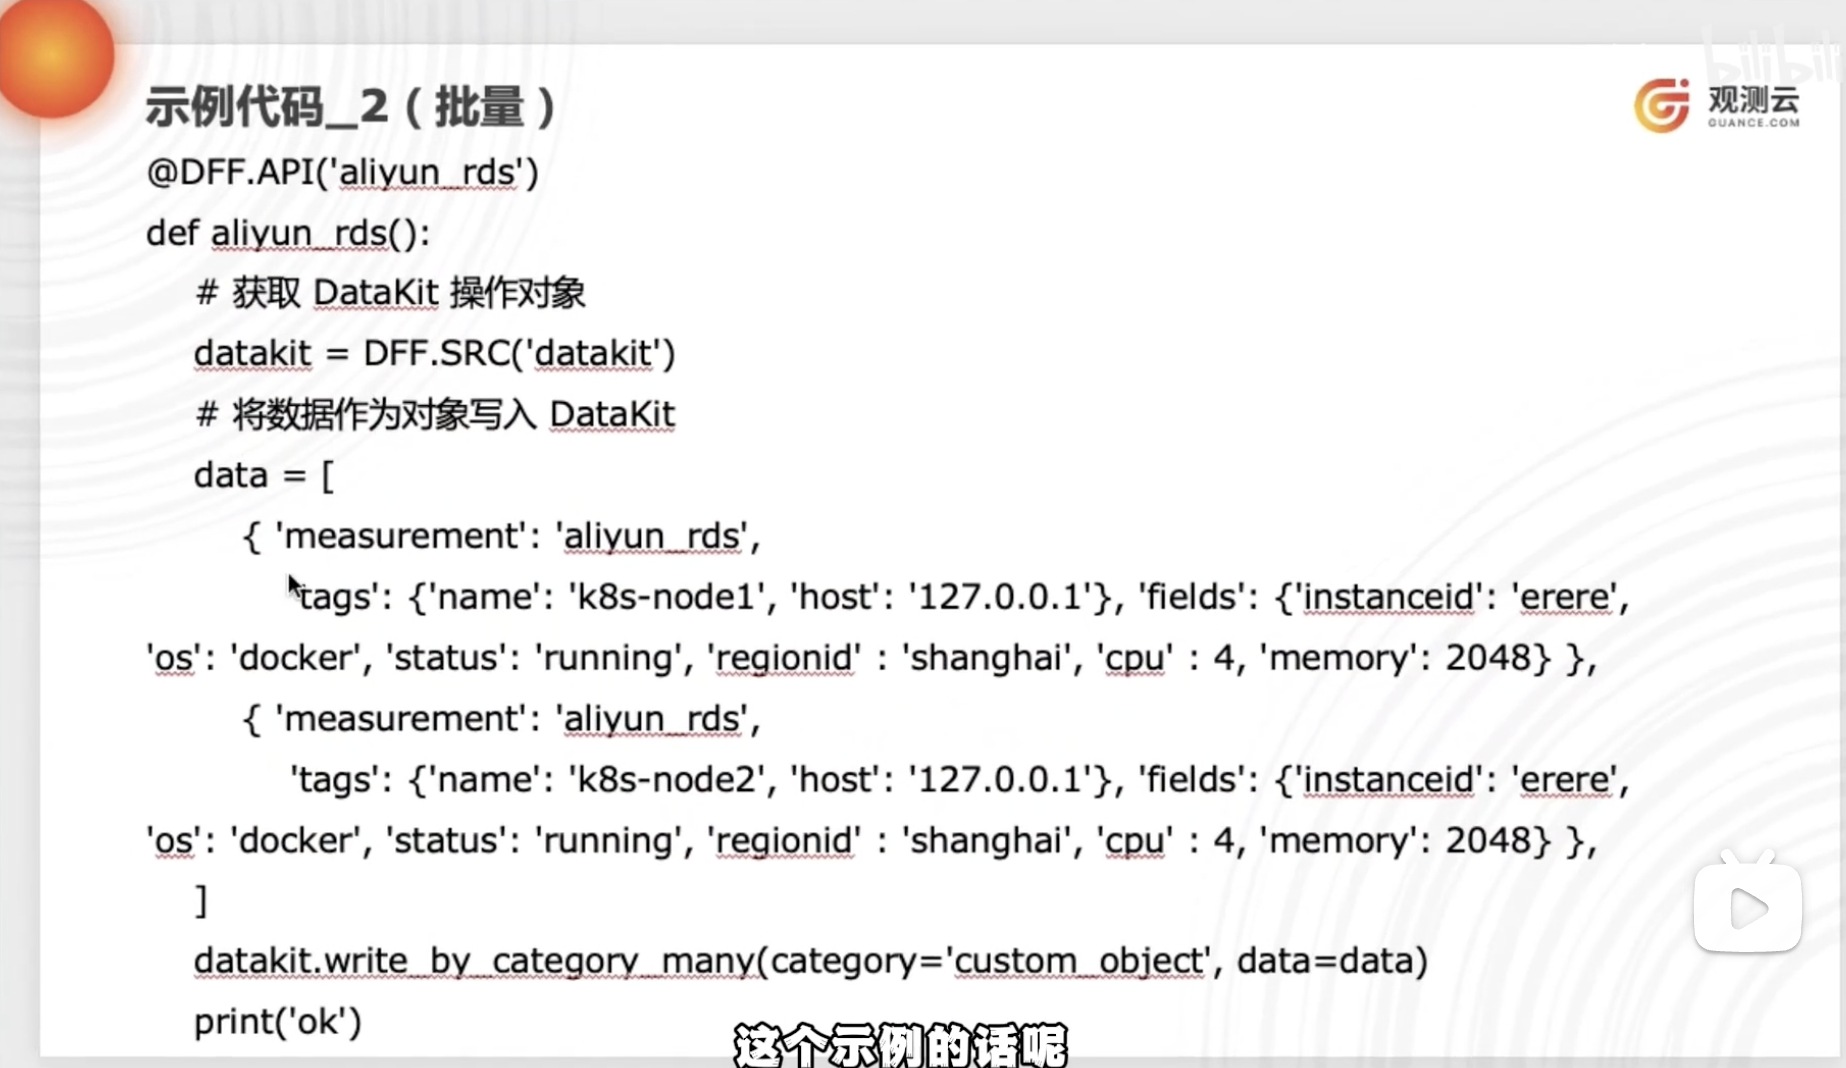 示例代码_2（批量）
观测云
GUANCE.COM
bilibili
@DFF.API('aliyun_rds')
def aliyun_rds():
# 获取 DataKit 操作对象
datakit = DFF.SRC('datakit')
# 将数据作为对象写入 DataKit
data = [
{ 'measurement': 'aliyun_rds',
'tags': {'name': 'k8s-node1', 'host': '127.0.0.1'}, 'fields': {'instanceid': 'erere',
'os': 'docker', 'status': 'running', 'regionid' : 'shanghai', 'cpu' : 4, 'memory': 2048} },
{ 'measurement': 'aliyun_rds',
'tags': {'name': 'k8s-node2', 'host': '127.0.0.1'}, 'fields': {'instanceid': 'erere',
'os': 'docker', 'status': 'running', 'regionid' : 'shanghai', 'cpu' : 4, 'memory': 2048} },
]
datakit.write_by_category_many(category='custom_object', data=data)
print('ok')
这个示例的话呢